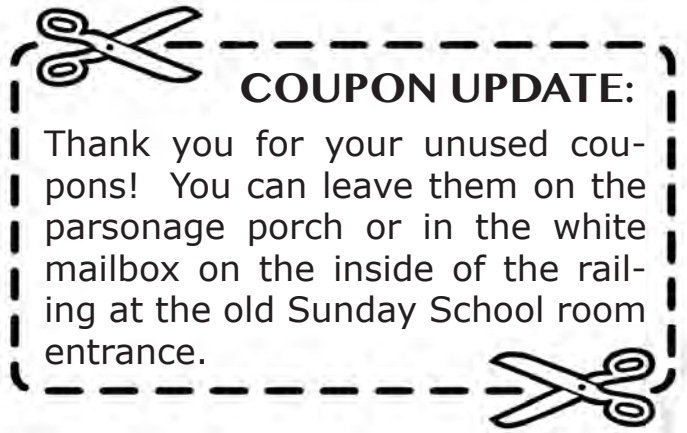 COUPON UPDATE:
Thank you for your unused cou-
pons! You can leave them on the
parsonage porch or in the white
mailbox on the inside of the rail-
ing at the old Sunday School room
entrance.